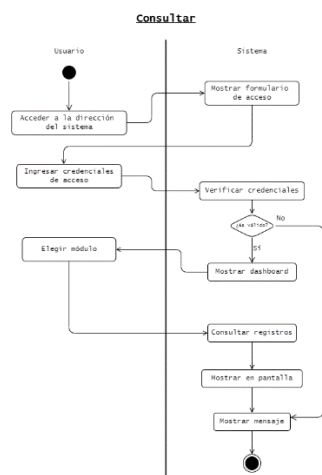 Consultar
Usuario
Sistema
Mostrar formulario
de acceso
Acceder a la dirección
del sistema
Ingresar credenciales
de acceso
Verificar credenciales
¿Es válido?
No
Sí
Elegir módulo
Mostrar dashboard
Consultar registros
Mostrar en pantalla
Mostrar mensaje